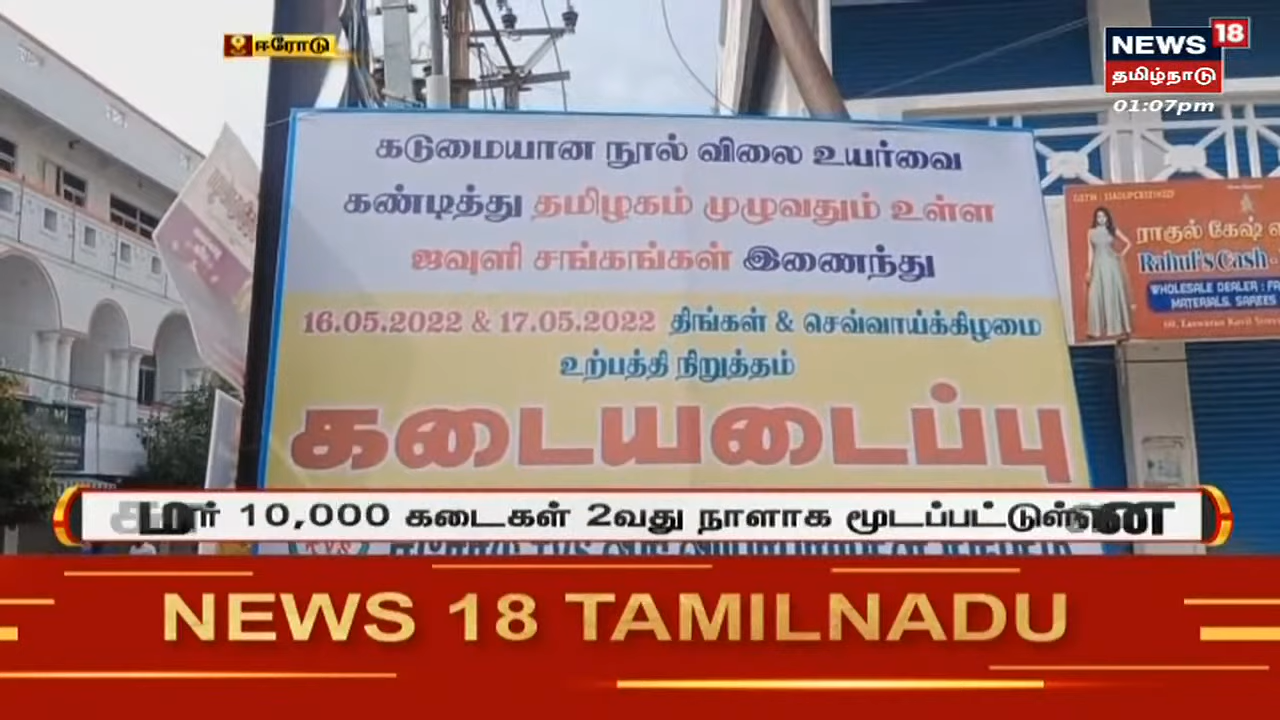 ஈரோடு
NEWS 18
தமிழ்நாடு
01:07pm
கடுமையான நூல் விலை உயர்வை
கண்டித்து தமிழகம் முழுவதும் உள்ள
ஜவுளி சங்கங்கள் இணைந்து
16.05.2022 & 17.05.2022 திங்கள் & செவ்வாய்க்கிழமை
உற்பத்தி நிறுத்தம்
கடையடைப்பு
ராகுல் கேஷ்
Rahul's Cash
WHOLESALE DEALER :
MATERIALS, SAREES
10,000 கடைகள் 2வது நாளாக மூடப்பட்டுள்ளன
NEWS 18 TAMILNADU